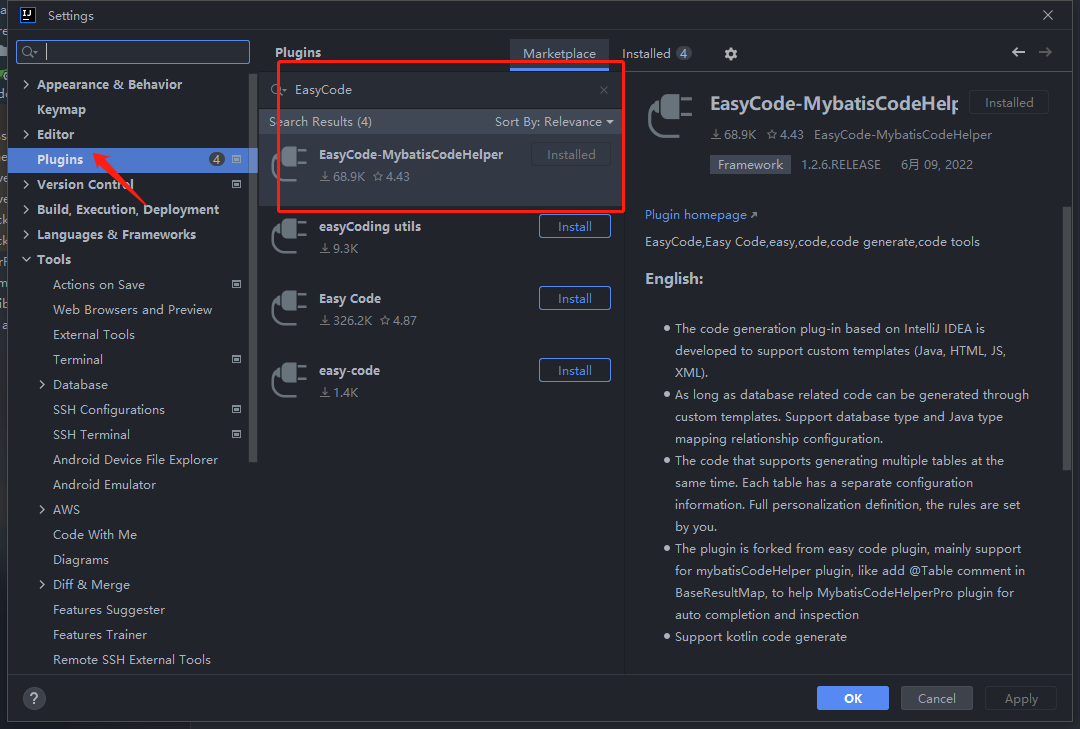 Settings
Appearance & Behavior
Keymap
Editor
Plugins 4
Version Control
Build, Execution, Deployment
Languages & Frameworks
Tools
Actions on Save
Web Browsers and Preview
External Tools
Terminal
Database
SSH Configurations
SSH Terminal
Android Device File Explorer
Android Emulator
AWS
Code With Me
Diagrams
Diff & Merge
Features Suggester
Features Trainer
Remote SSH External Tools
Plugins
Marketplace
Installed 4
EasyCode
Search Results (4) Sort By: Relevance
EasyCode-MybatisCodeHelper Installed
68.9K 4.43
easyCoding utils Install
9.3K
Easy Code Install
326.2K 4.87
easy-code Install
1.4K
EasyCode-MybatisCodeHelp Installed
68.9K 4.43 EasyCode-MybatisCodeHelper
Framework 1.2.6.RELEASE 6月 09, 2022
Plugin homepage
EasyCode,Easy Code,easy,code,code generate,code tools
English:
The code generation plug-in based on IntelliJ IDEA is
developed to support custom templates (Java, HTML, JS,
XML).
As long as database related code can be generated through
custom templates. Support database type and Java type
mapping relationship configuration.
The code that supports generating multiple tables at the
same time. Each table has a separate configuration
information. Full personalization definition, the rules are set
by you.
The plugin is forked from easy code plugin, mainly support
for mybatisCodeHelper plugin, like add @Table comment in
BaseResultMap, to help MybatisCodeHelperPro plugin for
auto completion and inspection
Support kotlin code generate
?
OK
Cancel
Apply